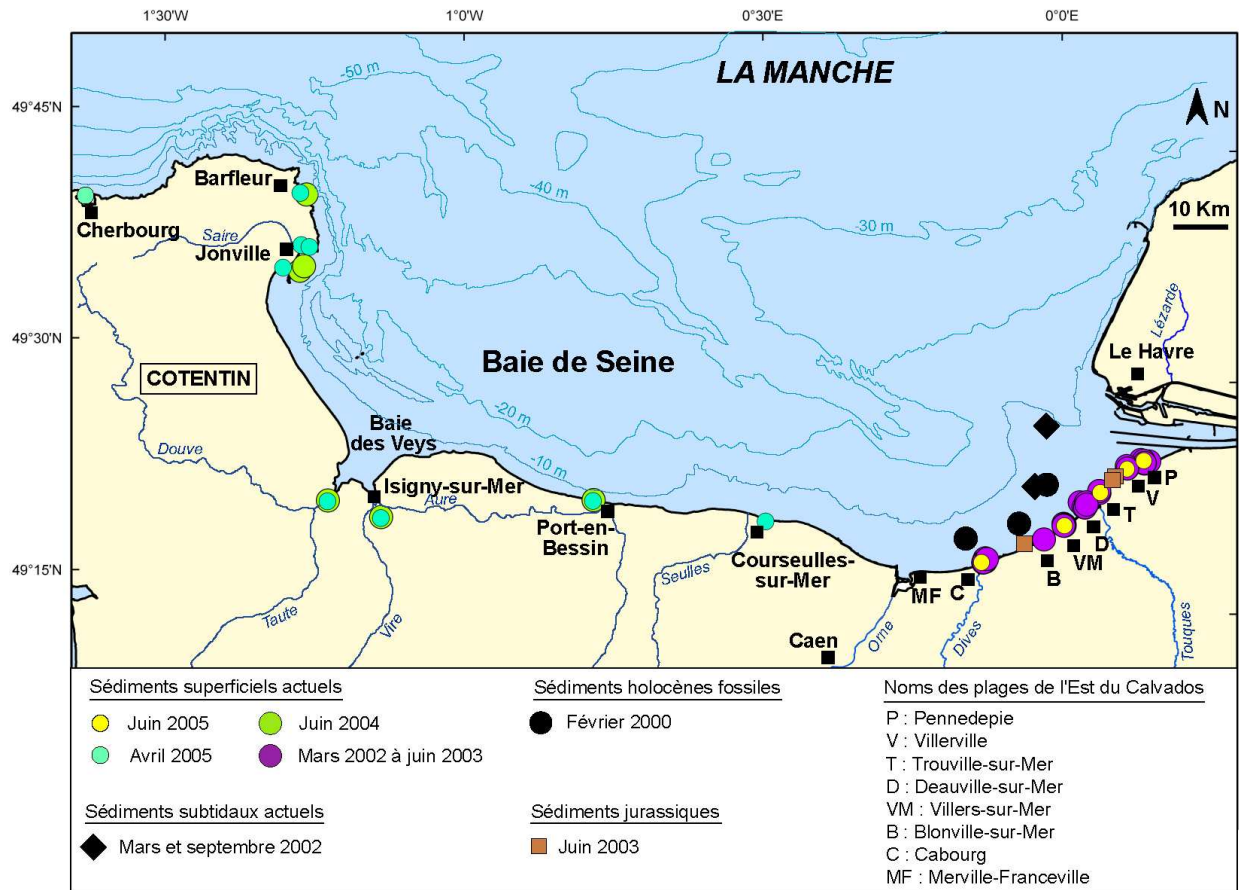 1°30'W
1°0'W
0°30'W
0°0'E
49°45'N
49°30'N
49°15'N
LA MANCHE
-50 m
-40 m
-30 m
-20 m
-10 m
N
10 Km
Barfleur
Cherbourg
Saire
Jonville
Lézarde
Le Havre
Baie de Seine
COTENTIN
Baie
des Veys
Douve
Isigny-sur-Mer
Aure
Port-en-
Bessin
Seulles
Courseulles-
sur-Mer
P
V
T
D
VM
B
C
MF
Taute
Vire
Caen
Orne
Dives
Touques
Sédiments superficiels actuels
Juin 2005
Juin 2004
Avril 2005
Mars 2002 à juin 2003
Sédiments subtidaux actuels
Mars et septembre 2002
Sédiments holocènes fossiles
Février 2000
Sédiments jurassiques
Juin 2003
Noms des plages de l'Est du Calvados
P : Pennedepie
V : Villerville
T : Trouville-sur-Mer
D : Deauville-sur-Mer
VM : Villers-sur-Mer
B : Blonville-sur-Mer
C : Cabourg
MF : Merville-Franceville